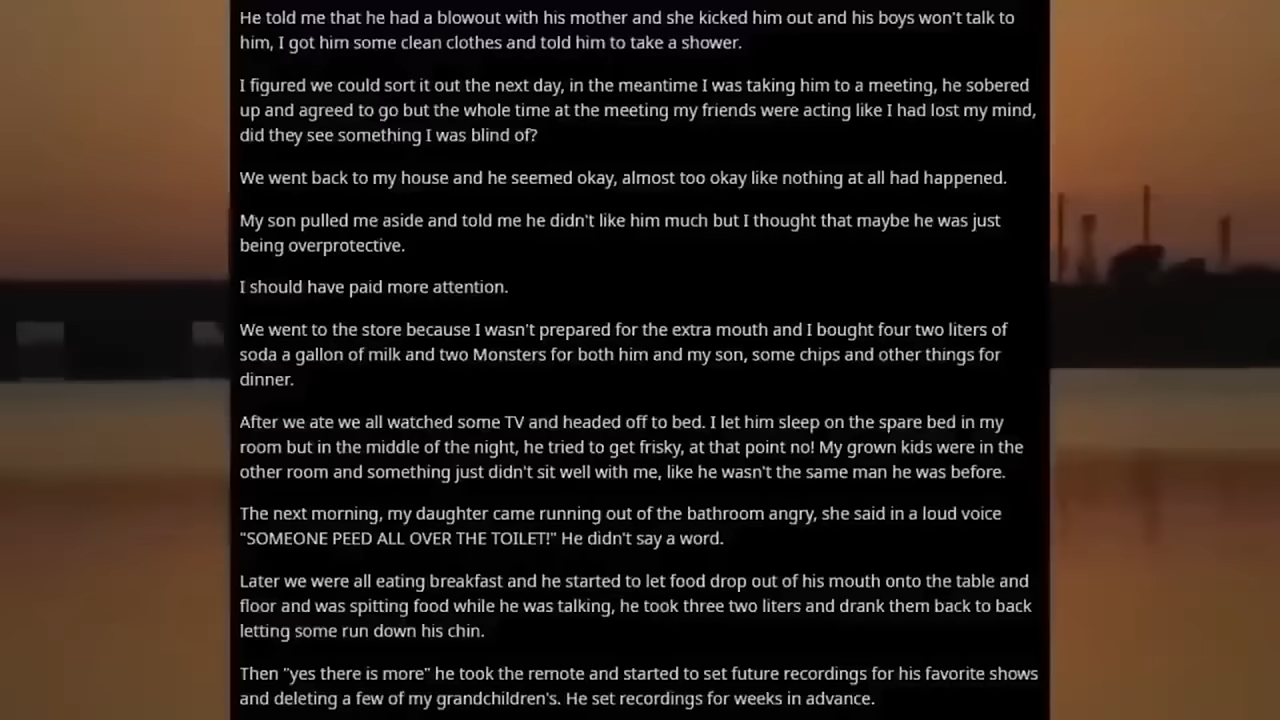 He told me that he had a blowout with his mother and she kicked him out and his boys won't talk to
him, I got him some clean clothes and told him to take a shower.
I figured we could sort it out the next day, in the meantime I was taking him to a meeting, he sobered
up and agreed to go but the whole time at the meeting my friends were acting like I had lost my mind,
did they see something I was blind of?
We went back to my house and he seemed okay, almost too okay like nothing at all had happened.
My son pulled me aside and told me he didn't like him much but I thought that maybe he was just
being overprotective.
I should have paid more attention.
We went to the store because I wasn't prepared for the extra mouth and I bought four two liters of
soda a gallon of milk and two Monsters for both him and my son, some chips and other things for
dinner.
After we ate we all watched some TV and headed off to bed. I let him sleep on the spare bed in my
room but in the middle of the night, he tried to get frisky, at that point no! My grown kids were in the
other room and something just didn't sit well with me, like he wasn't the same man he was before.
The next morning, my daughter came running out of the bathroom angry, she said in a loud voice
"SOMEONE PEED ALL OVER THE TOILET!" He didn't say a word.
Later we were all eating breakfast and he started to let food drop out of his mouth onto the table and
floor and was spitting food while he was talking, he took three two liters and drank them back to back
letting some run down his chin.
Then "yes there is more" he took the remote and started to set future recordings for his favorite shows
and deleting a few of my grandchildren's. He set recordings for weeks in advance.